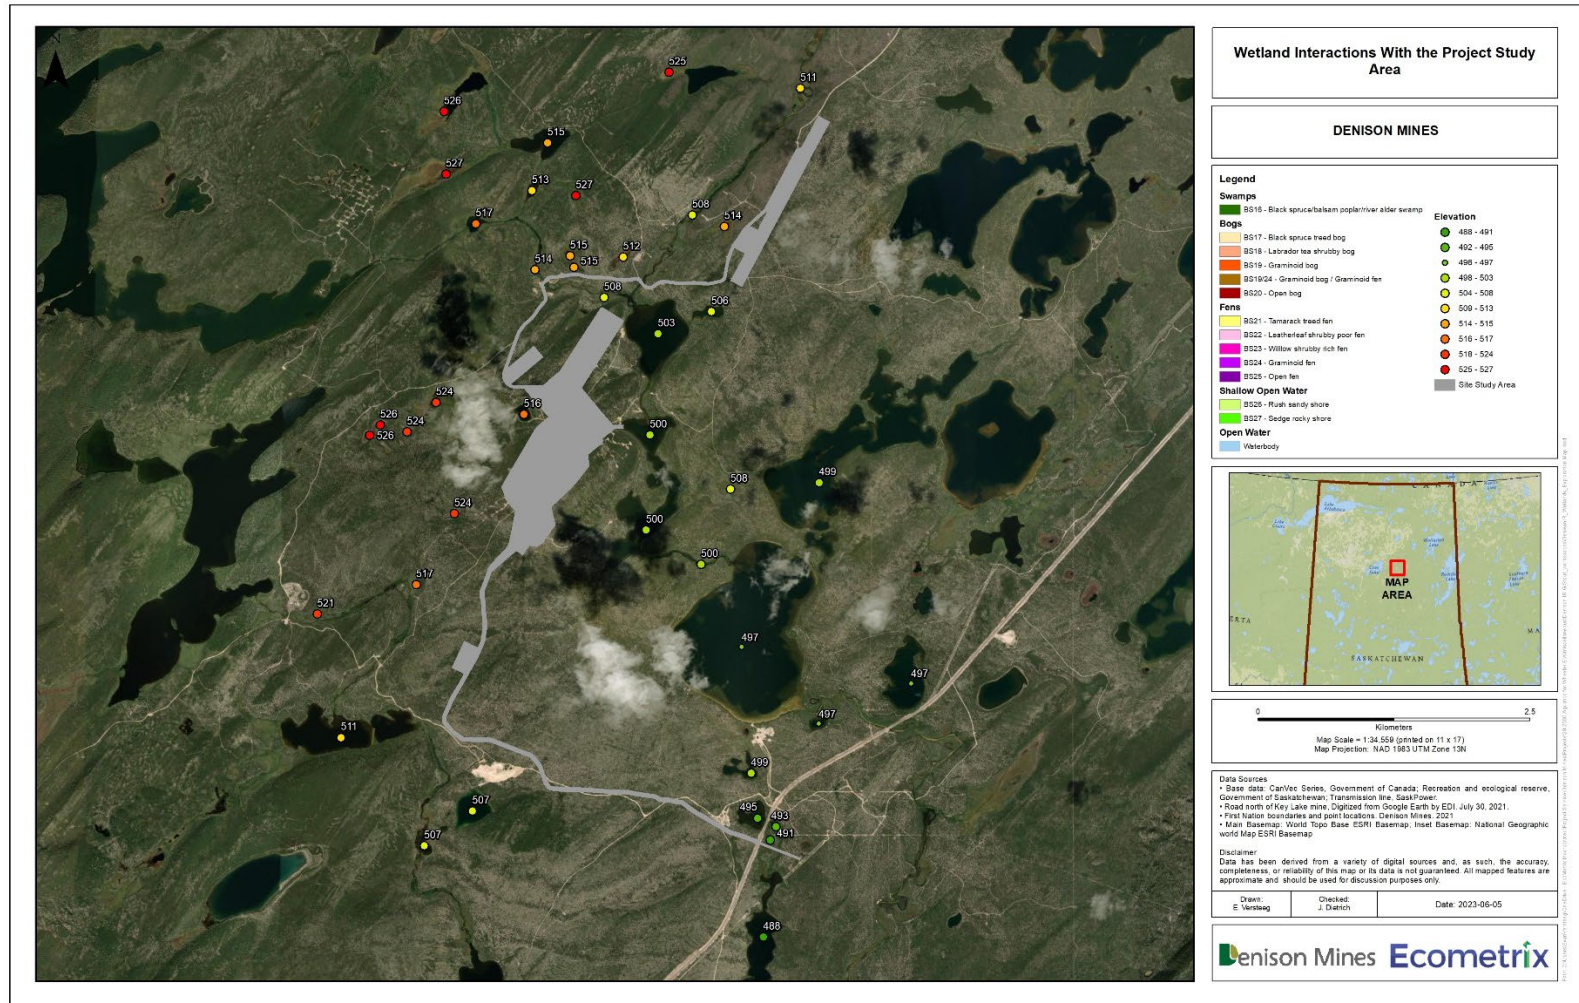 N
525
511
526
515
527
513
527
517
508
514
515
512
514
515
508
506
503
524
516
526
524
526
500
508
499
524
500
500
517
521
497
497
497
511
499
507
495
493
491
507
488
Wetland Interactions With the Project Study
Area
DENISON MINES
Legend
Swamps
BS16 - Black spruce/balsam poplar/river alder swamp
Bogs
BS17 - Black spruce treed bog
BS18 - Labrador tea shrubby bog
BS19 - Graminoid bog
BS19/24 - Graminoid bog / Graminoid fen
BS20 - Open bog
Fens
BS21 - Tamarack treed fen
BS22 - Leatherleaf shrubby poor fen
BS23 - Willow shrubby rich fen
BS24 - Graminoid fen
BS25 - Open fen
Shallow Open Water
BS26 - Rush sandy shore
BS27 - Sedge rocky shore
Open Water
Waterbody
Elevation
488 - 491
492 - 495
496 - 497
498 - 503
504 - 508
509 - 513
514 - 515
516 - 517
518 - 524
525 - 527
Site Study Area
CANADA
MAP
AREA
ERTA
MA
SASKATCHEWAN
0 2.5
Kilometers
Map Scale = 1:34,559 (printed on 11 x 17)
Map Projection: NAD 1983 UTM Zone 13N
Data Sources
• Base data: CanVec Series, Government of Canada; Recreation and ecological reserve,
Government of Saskatchewan; Transmission line, SaskPower.
• Road north of Key Lake mine, Digitized from Google Earth by EDI. July 30, 2021.
• First Nation boundaries and point locations. Denison Mines. 2021
• Main Basemap: World Topo Base ESRI Basemap; Inset Basemap: National Geographic
world Map ESRI Basemap
Disclaimer
Data has been derived from a variety of digital sources and, as such, the accuracy,
completeness, or reliability of this map or its data is not guaranteed. All mapped features are
approximate and should be used for discussion purposes only.
Drawn:
E. Versteeg
Checked:
J. Dietrich
Date: 2023-06-05
Denison Mines Ecometrix